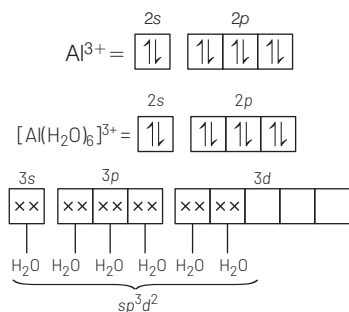 2s 2p
Al³⁺ = ⥮ ⥮ ⥮ ⥮
2s 2p
[Al(H₂O)₆]³⁺ = ⥮ ⥮ ⥮ ⥮
3s 3p 3d
×× ×× ×× ×× ×× ××
H₂O H₂O H₂O H₂O H₂O H₂O
sp³d²